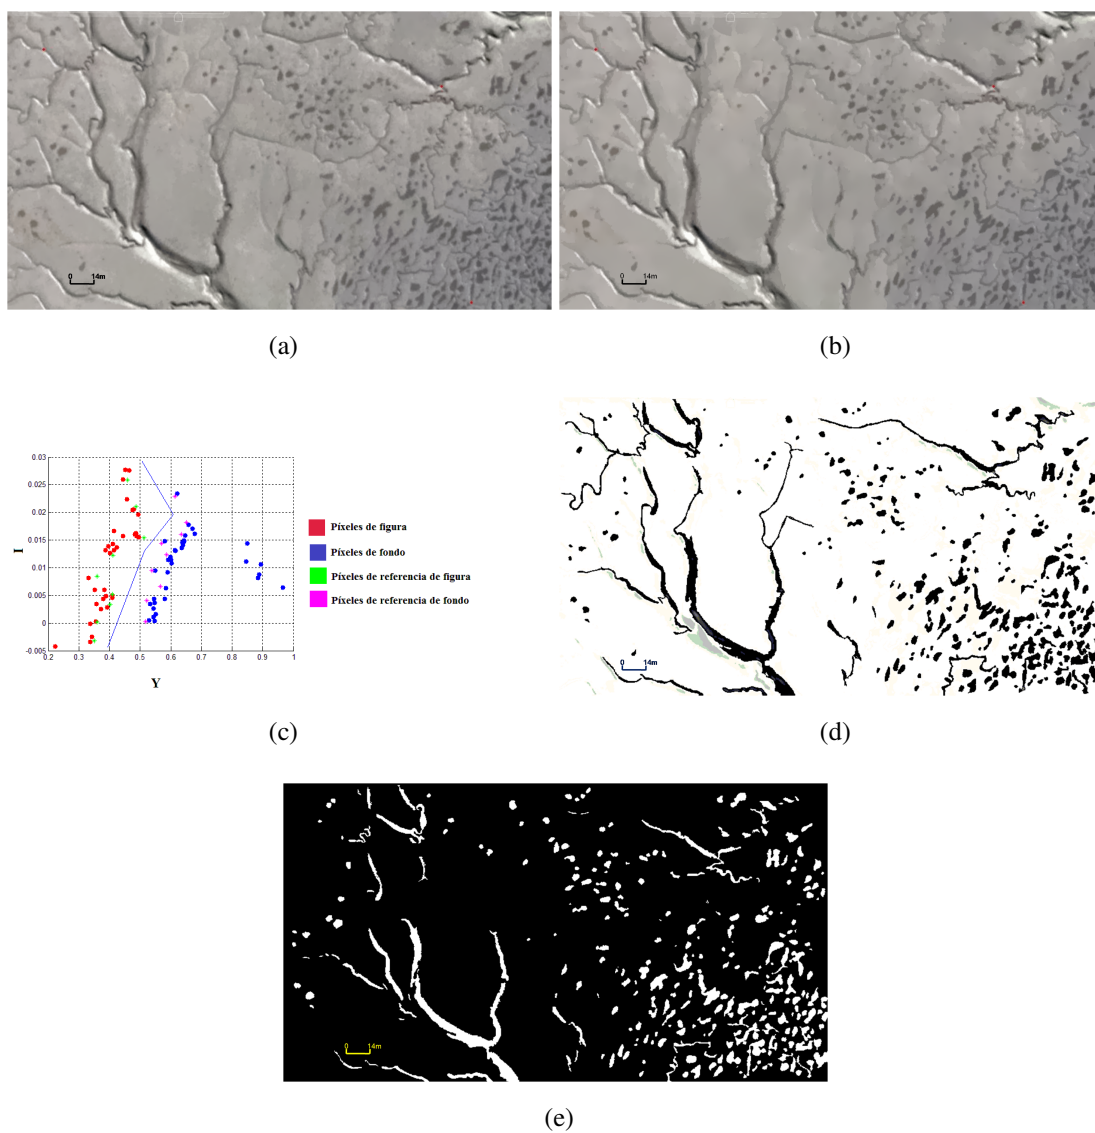 0 14m
0 14m
(a)
(b)
0.03
0.025
0.02
0.015
0.01
0.005
0
-0.005
I
0.2 0.3 0.4 0.5 0.6 0.7 0.8 0.9 1
Y
Píxeles de figura
Píxeles de fondo
Píxeles de referencia de figura
Píxeles de referencia de fondo
0 14m
(c)
(d)
0 14m
(e)